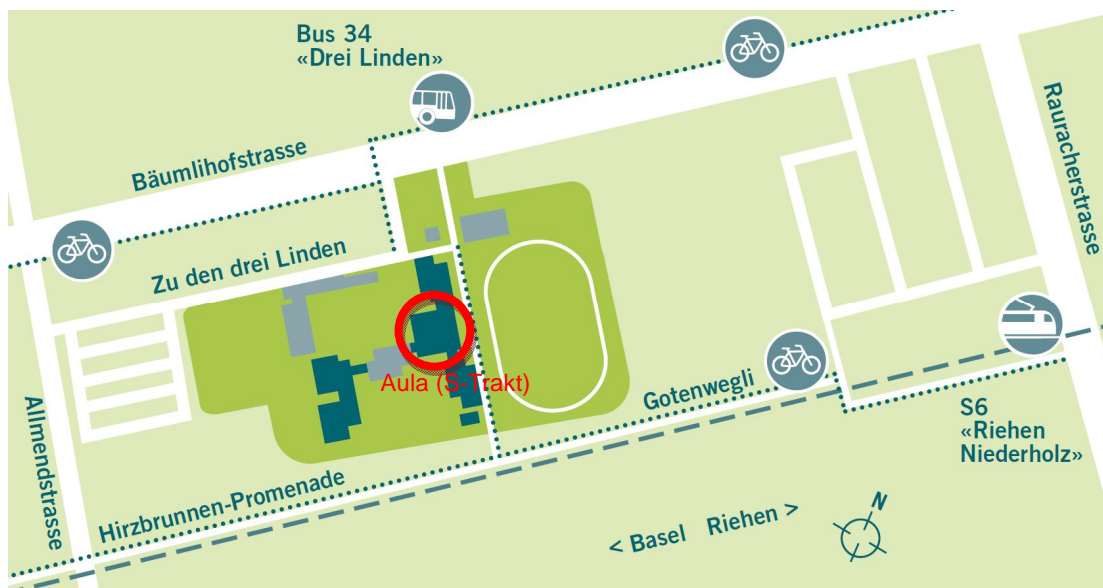 Bus 34
«Drei Linden»
Bäumlihofstrasse
Rauracherstrasse
Zu den drei Linden
Aula (S-Trakt)
Gotenwegli
Allmendstrasse
S6
«Riehen
Niederholz»
Hirzbrunnen-Promenade
< Basel Riehen >
N